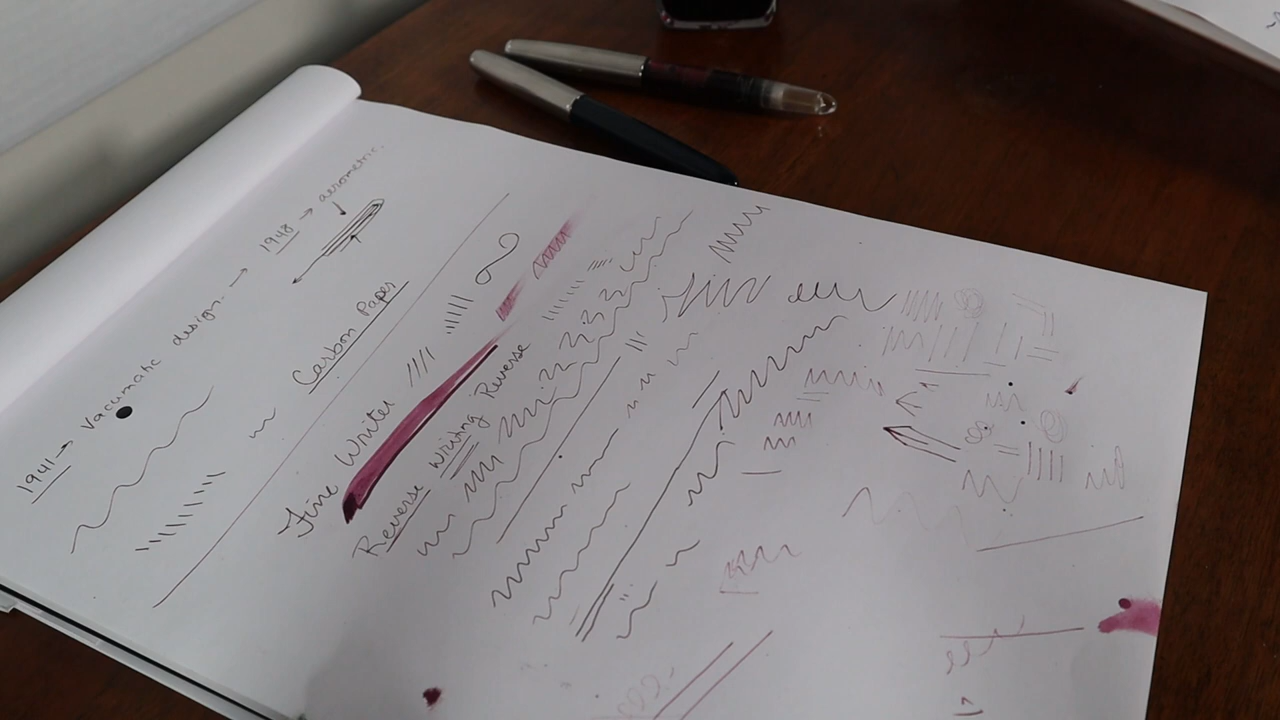 1941→ Vacumatic design. → 1948 → aerometric.
Carbon Paper
Fine Writer
Reverse Writing Reverse